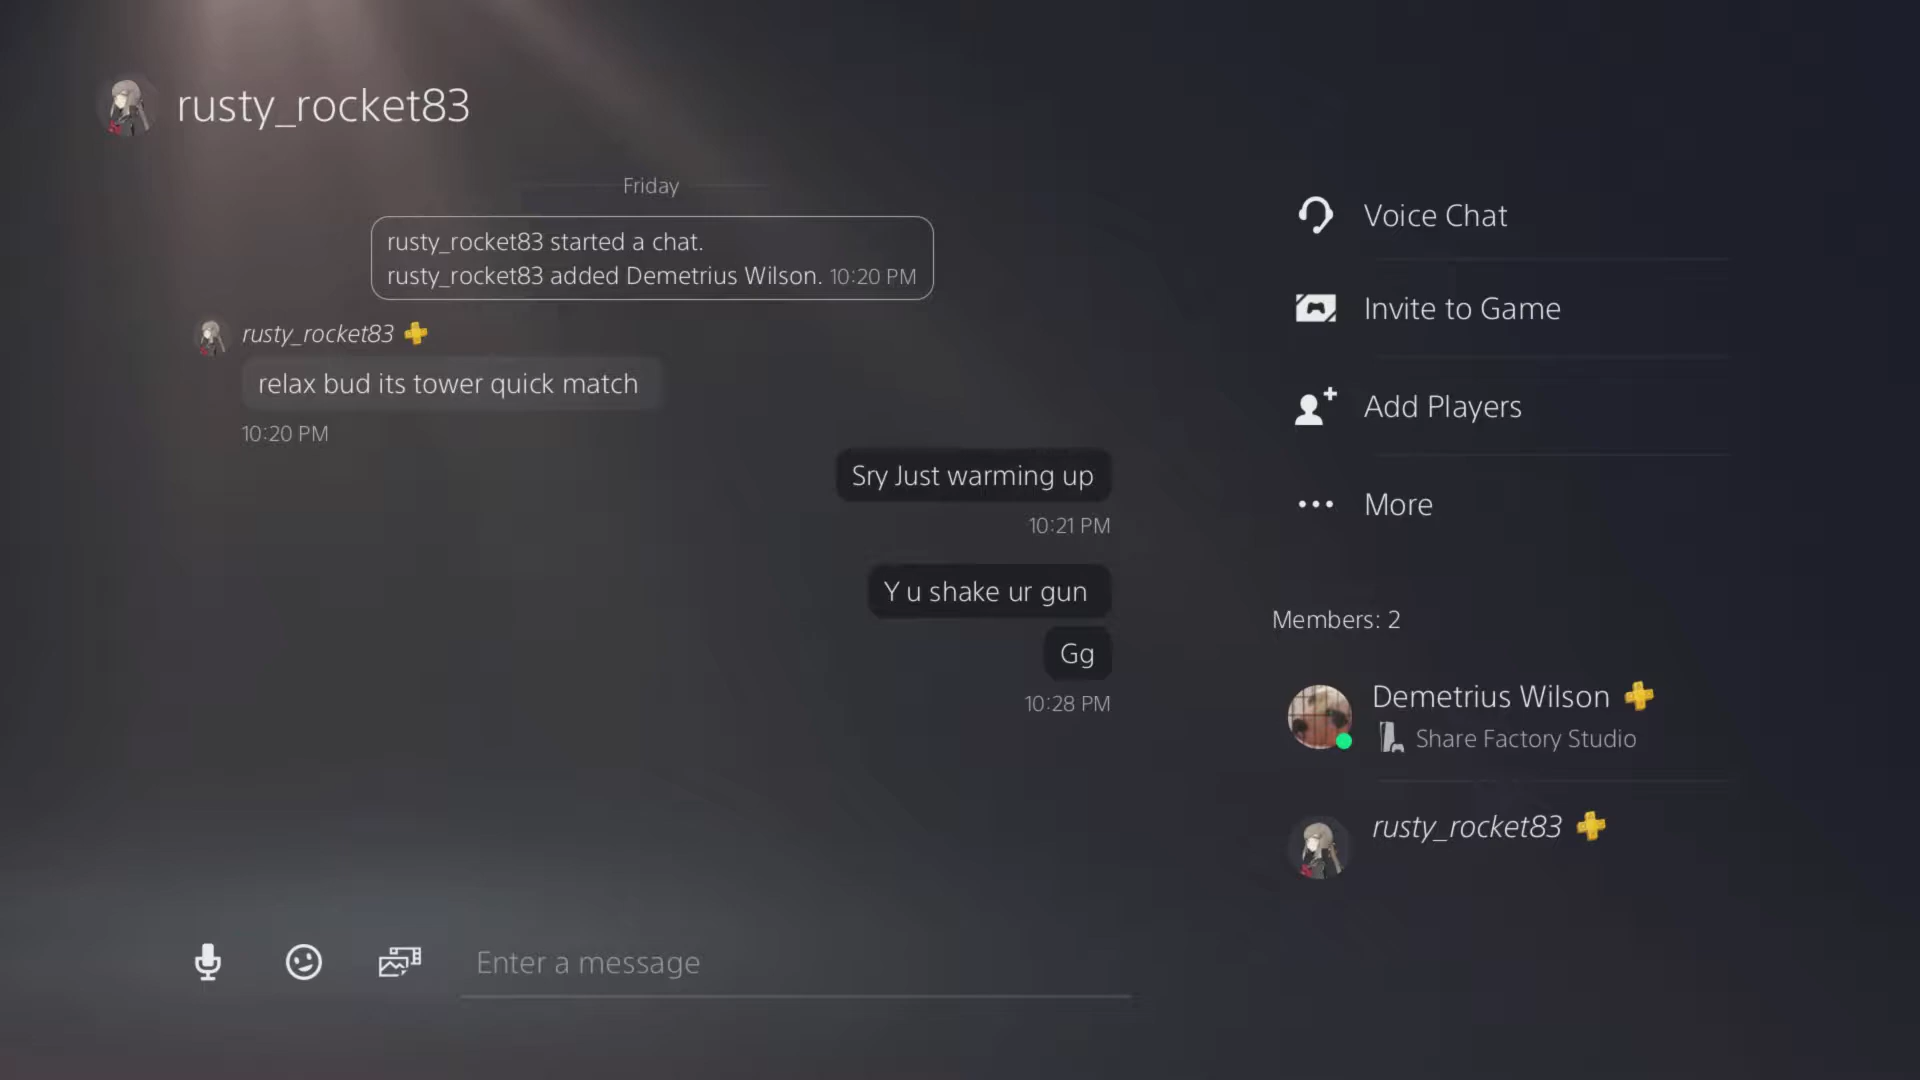 rusty_rocket83
Friday
rusty_rocket83 started a chat.
rusty_rocket83 added Demetrius Wilson. 10:20 PM
rusty_rocket83
relax bud its tower quick match
10:20 PM
Sry Just warming up
10:21 PM
Y u shake ur gun
Gg
10:28 PM
Enter a message
Voice Chat
Invite to Game
Add Players
More
Members: 2
Demetrius Wilson
Share Factory Studio
rusty_rocket83